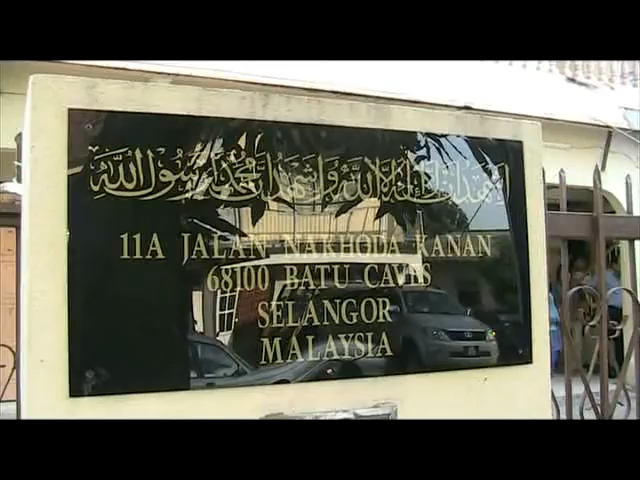 اشهد ان لا اله الا الله واشهد ان محمدا رسول الله
11A JALAN NAKHODA KANAN
68100 BATU CAVES
SELANGOR
MALAYSIA